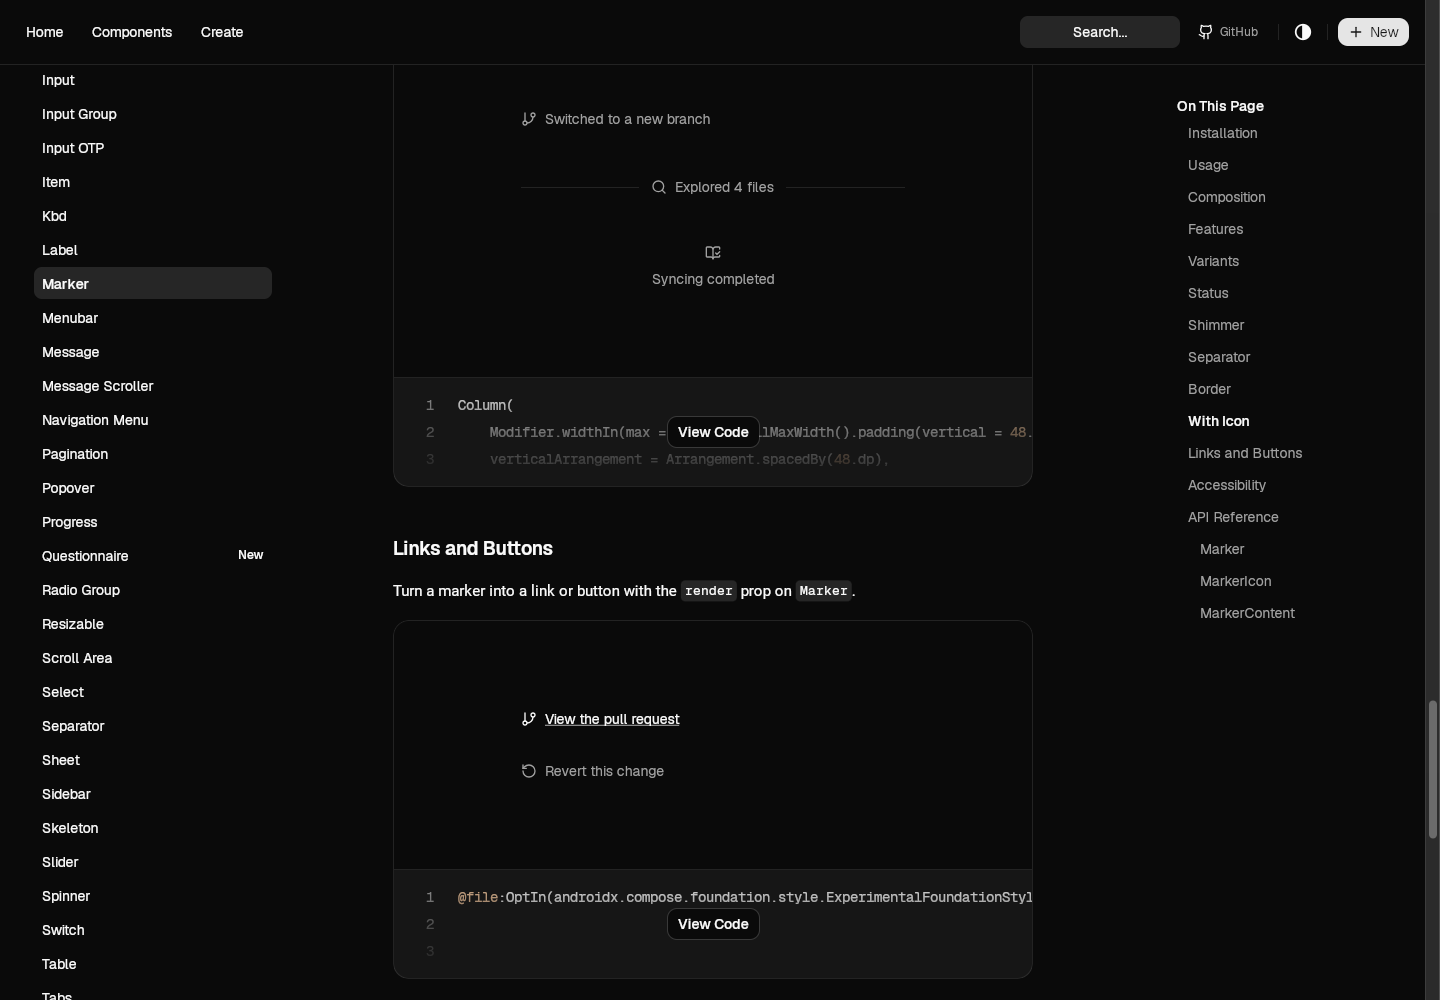 Home
Components
Create
Search...
GitHub
New
Input
Input Group
Input OTP
Item
Kbd
Label
Marker
Menubar
Message
Message Scroller
Navigation Menu
Pagination
Popover
Progress
Questionnaire New
Radio Group
Resizable
Scroll Area
Select
Separator
Sheet
Sidebar
Skeleton
Slider
Spinner
Switch
Table
Tabs
Switched to a new branch
Explored 4 files
Syncing completed
1 Column(
2 Modifier.widthIn(max = View Code lMaxWidth().padding(vertical = 48.
3 verticalArrangement = Arrangement.spacedBy(48.dp),
Links and Buttons
Turn a marker into a link or button with the render prop on Marker.
View the pull request
Revert this change
1 @file:OptIn(androidx.compose.foundation.style.ExperimentalFoundationStyl
2
View Code
3
On This Page
Installation
Usage
Composition
Features
Variants
Status
Shimmer
Separator
Border
With Icon
Links and Buttons
Accessibility
API Reference
Marker
MarkerIcon
MarkerContent